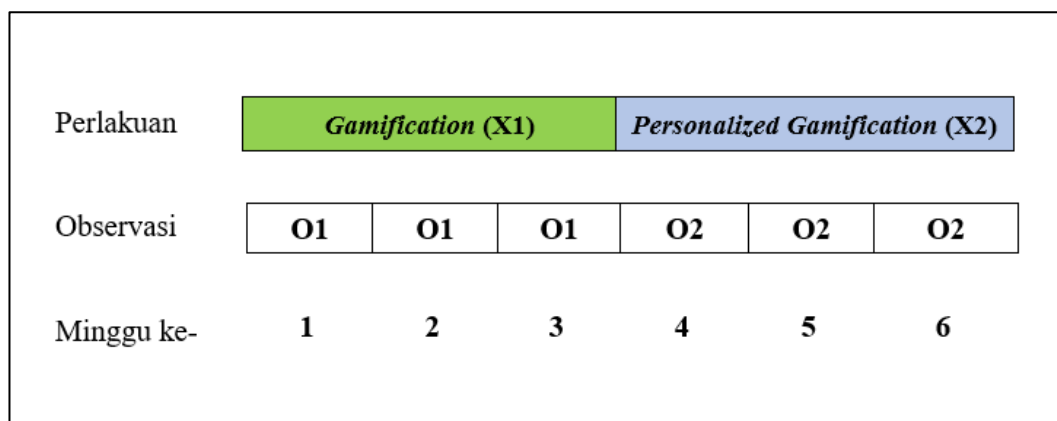 Perlakuan Gamification (X1) Personalized Gamification (X2)
Observasi O1 O1 O1 O2 O2 O2
Minggu ke- 1 2 3 4 5 6